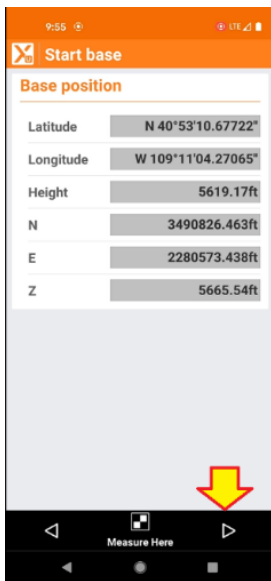 9:55 LTE
Start base
Base position
Latitude N 40°53'10.67722"
Longitude W 109°11'04.27065"
Height 5619.17ft
N 3490826.463ft
E 2280573.438ft
Z 5665.54ft
Measure Here